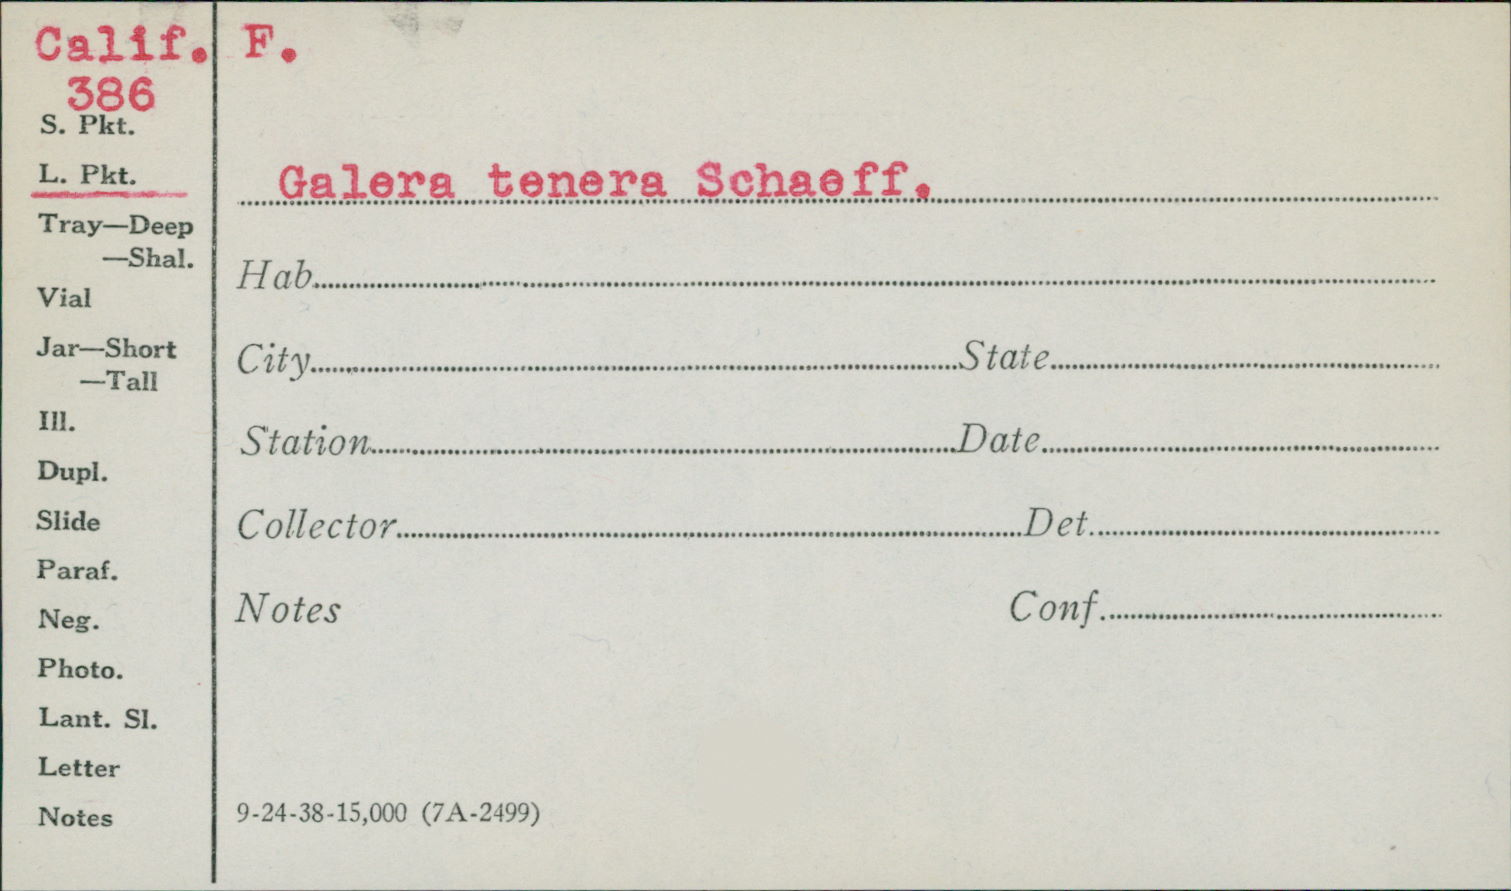 Calif. F.
386
S. Pkt.
L. Pkt.
Galera tenera Schaeff.
Tray—Deep
—Shal.
Hab.
Vial
Jar—Short
City State
—Tall
Ill.
Station Date
Dupl.
Slide
Collector Det.
Paraf.
Neg.
Notes Conf.
Photo.
Lant. Sl.
Letter
Notes
9-24-38-15,000 (7A-2499)